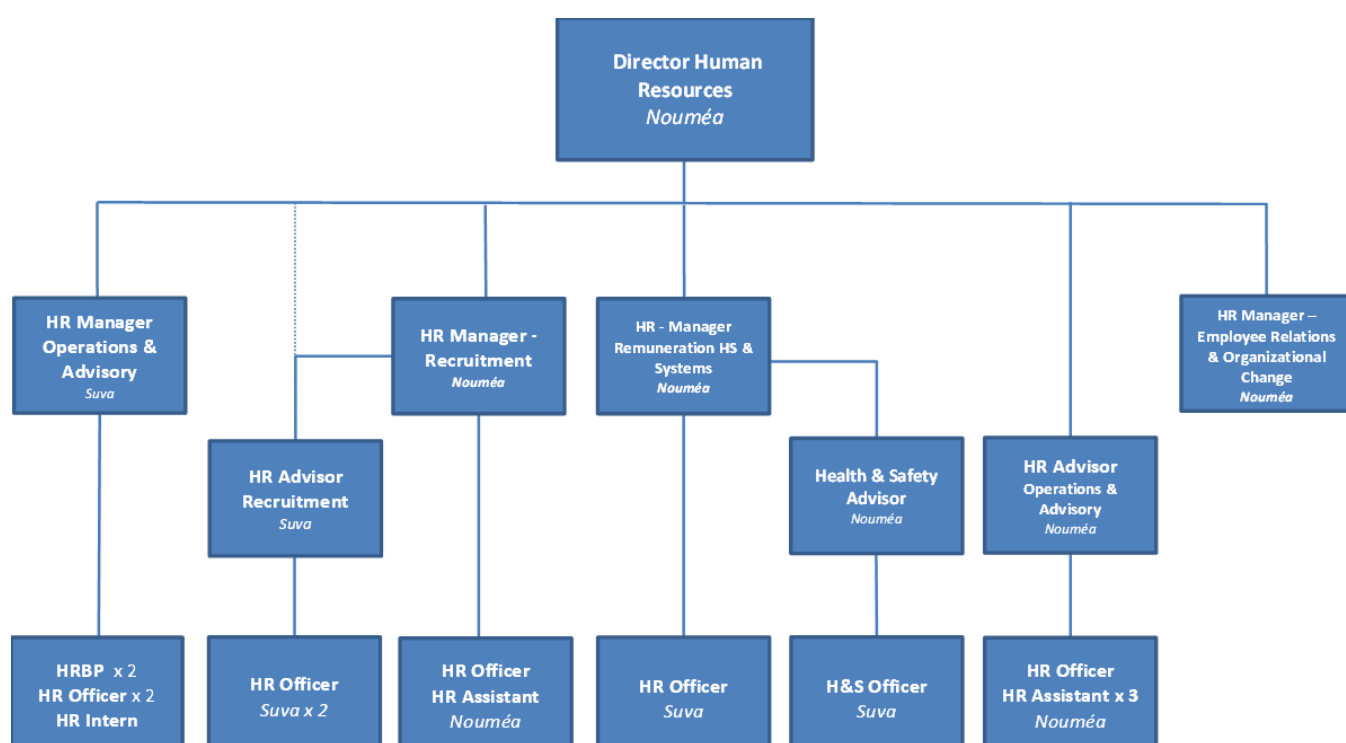 Director Human
Resources
Nouméa
HR Manager
Operations &
Advisory
Suva
HR Manager -
Recruitment
Nouméa
HR - Manager
Remuneration HS &
Systems
Nouméa
HR Manager –
Employee Relations
& Organizational
Change
Nouméa
HR Advisor
Recruitment
Suva
Health & Safety
Advisor
Nouméa
HR Advisor
Operations &
Advisory
Nouméa
HRBP x 2
HR Officer x 2
HR Intern
HR Officer
Suva x 2
HR Officer
HR Assistant
Nouméa
HR Officer
Suva
H&S Officer
Suva
HR Officer
HR Assistant x 3
Nouméa